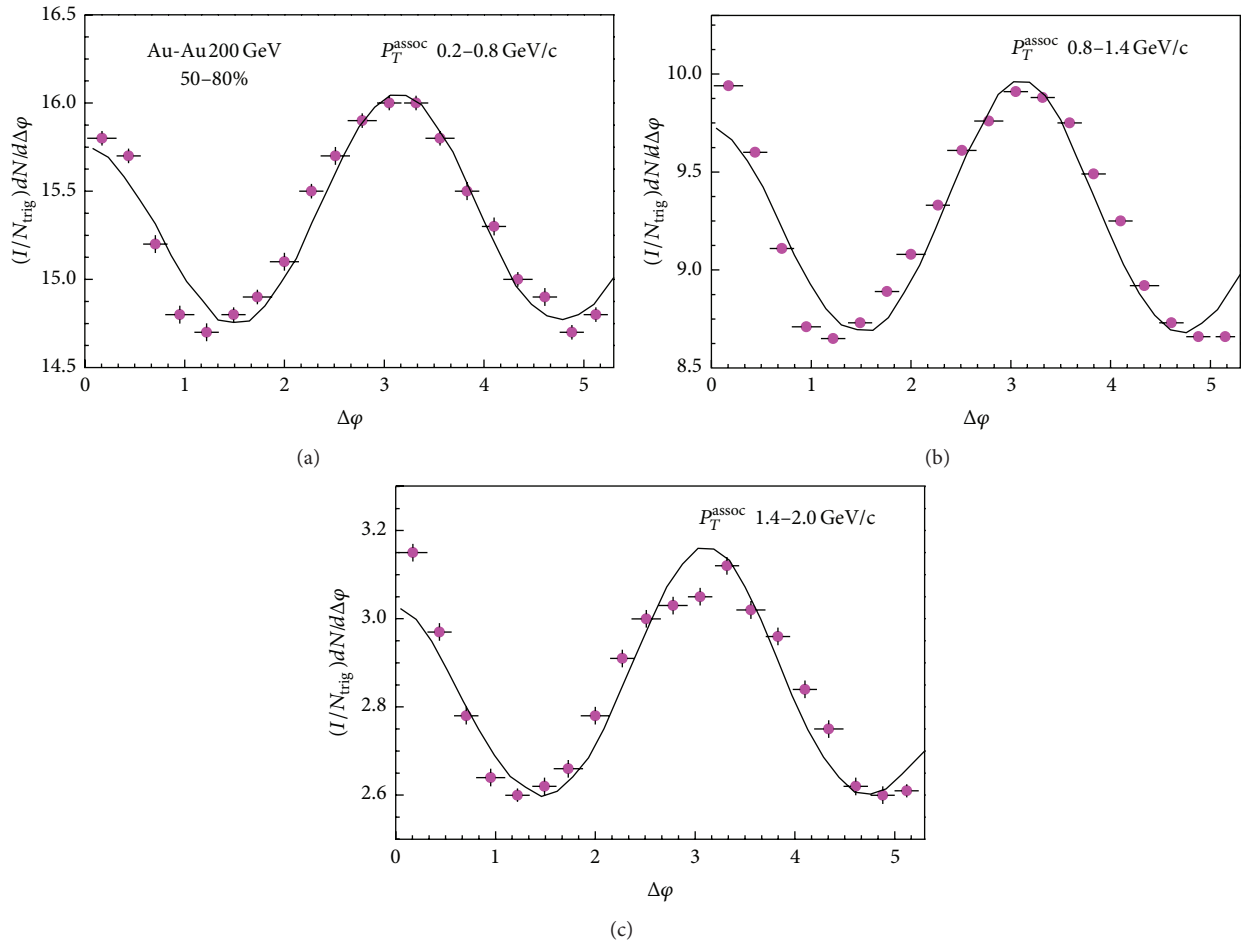 16.5
16.0
15.5
15.0
14.5
(I/N_trig)dN/dΔφ
Au-Au 200 GeV
50–80%
P_T^assoc 0.2–0.8 GeV/c
0 1 2 3 4 5
Δφ
(a)
10.0
9.5
9.0
8.5
(I/N_trig)dN/dΔφ
P_T^assoc 0.8–1.4 GeV/c
0 1 2 3 4 5
Δφ
(b)
3.2
3.0
2.8
2.6
(I/N_trig)dN/dΔφ
P_T^assoc 1.4–2.0 GeV/c
0 1 2 3 4 5
Δφ
(c)